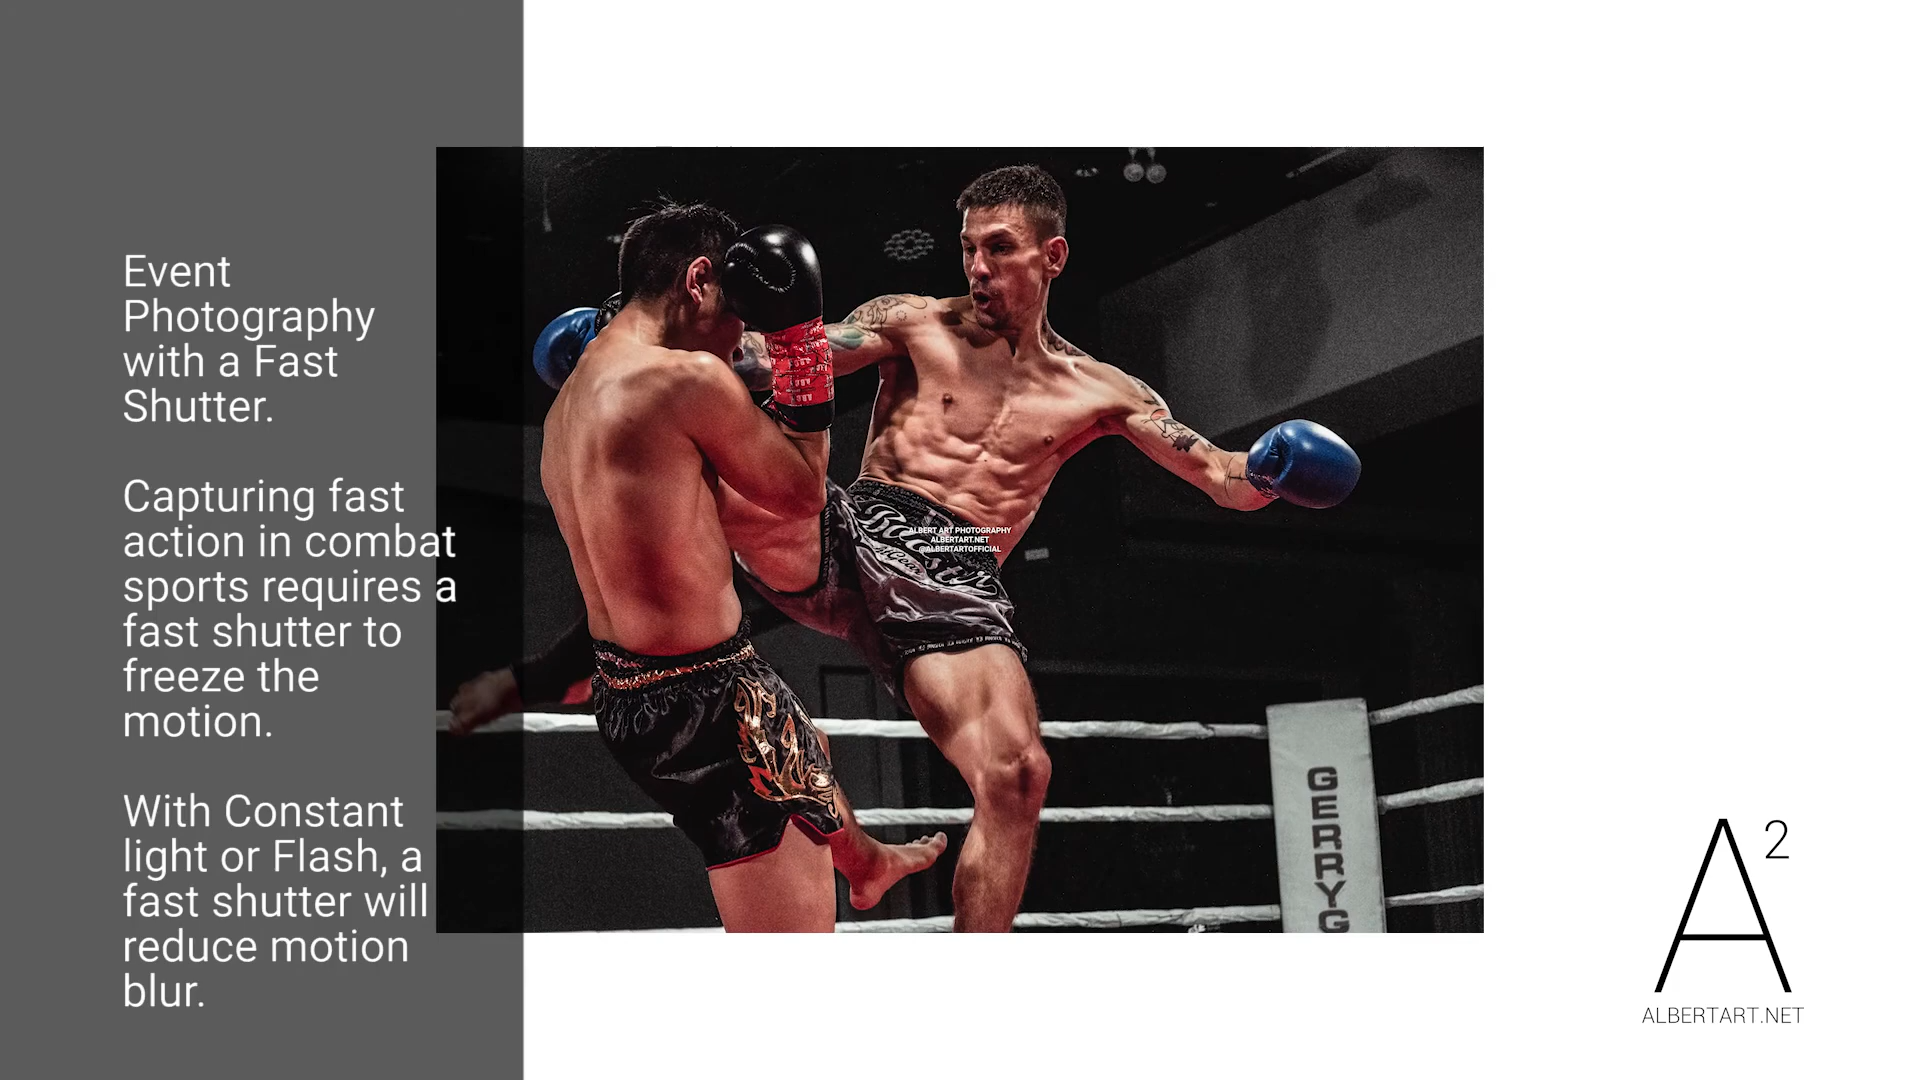 Event
Photography
with a Fast
Shutter.
Capturing fast
action in combat
sports requires a
fast shutter to
freeze the
motion.
With Constant
light or Flash, a
fast shutter will
reduce motion
blur.
ALBERT ART PHOTOGRAPHY
ALBERTART.NET
@ALBERTARTOFFICIAL
GERRYG
A2
ALBERTART.NET